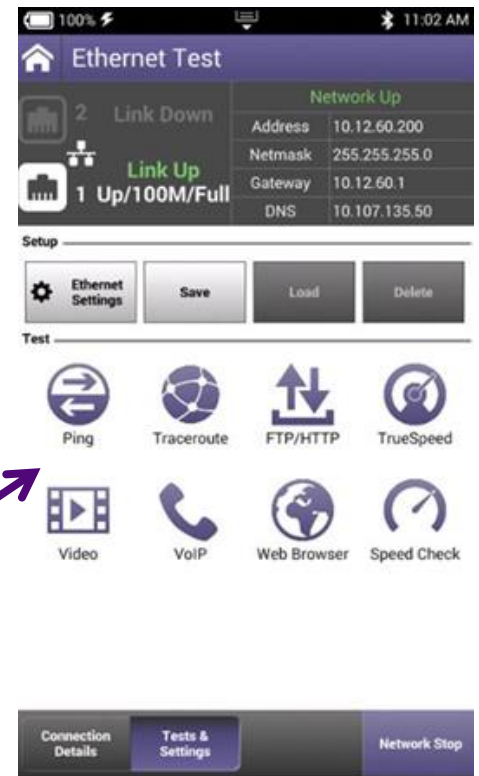 100% 11:02 AM
Ethernet Test
2 Link Down
Link Up
1 Up/100M/Full
Network Up
Address 10.12.60.200
Netmask 255.255.255.0
Gateway 10.12.60.1
DNS 10.107.135.50
Setup
Ethernet
Settings
Save
Load
Delete
Test
Ping Traceroute FTP/HTTP TrueSpeed
Video VoIP Web Browser Speed Check
Connection
Details
Tests &
Settings
Network Stop